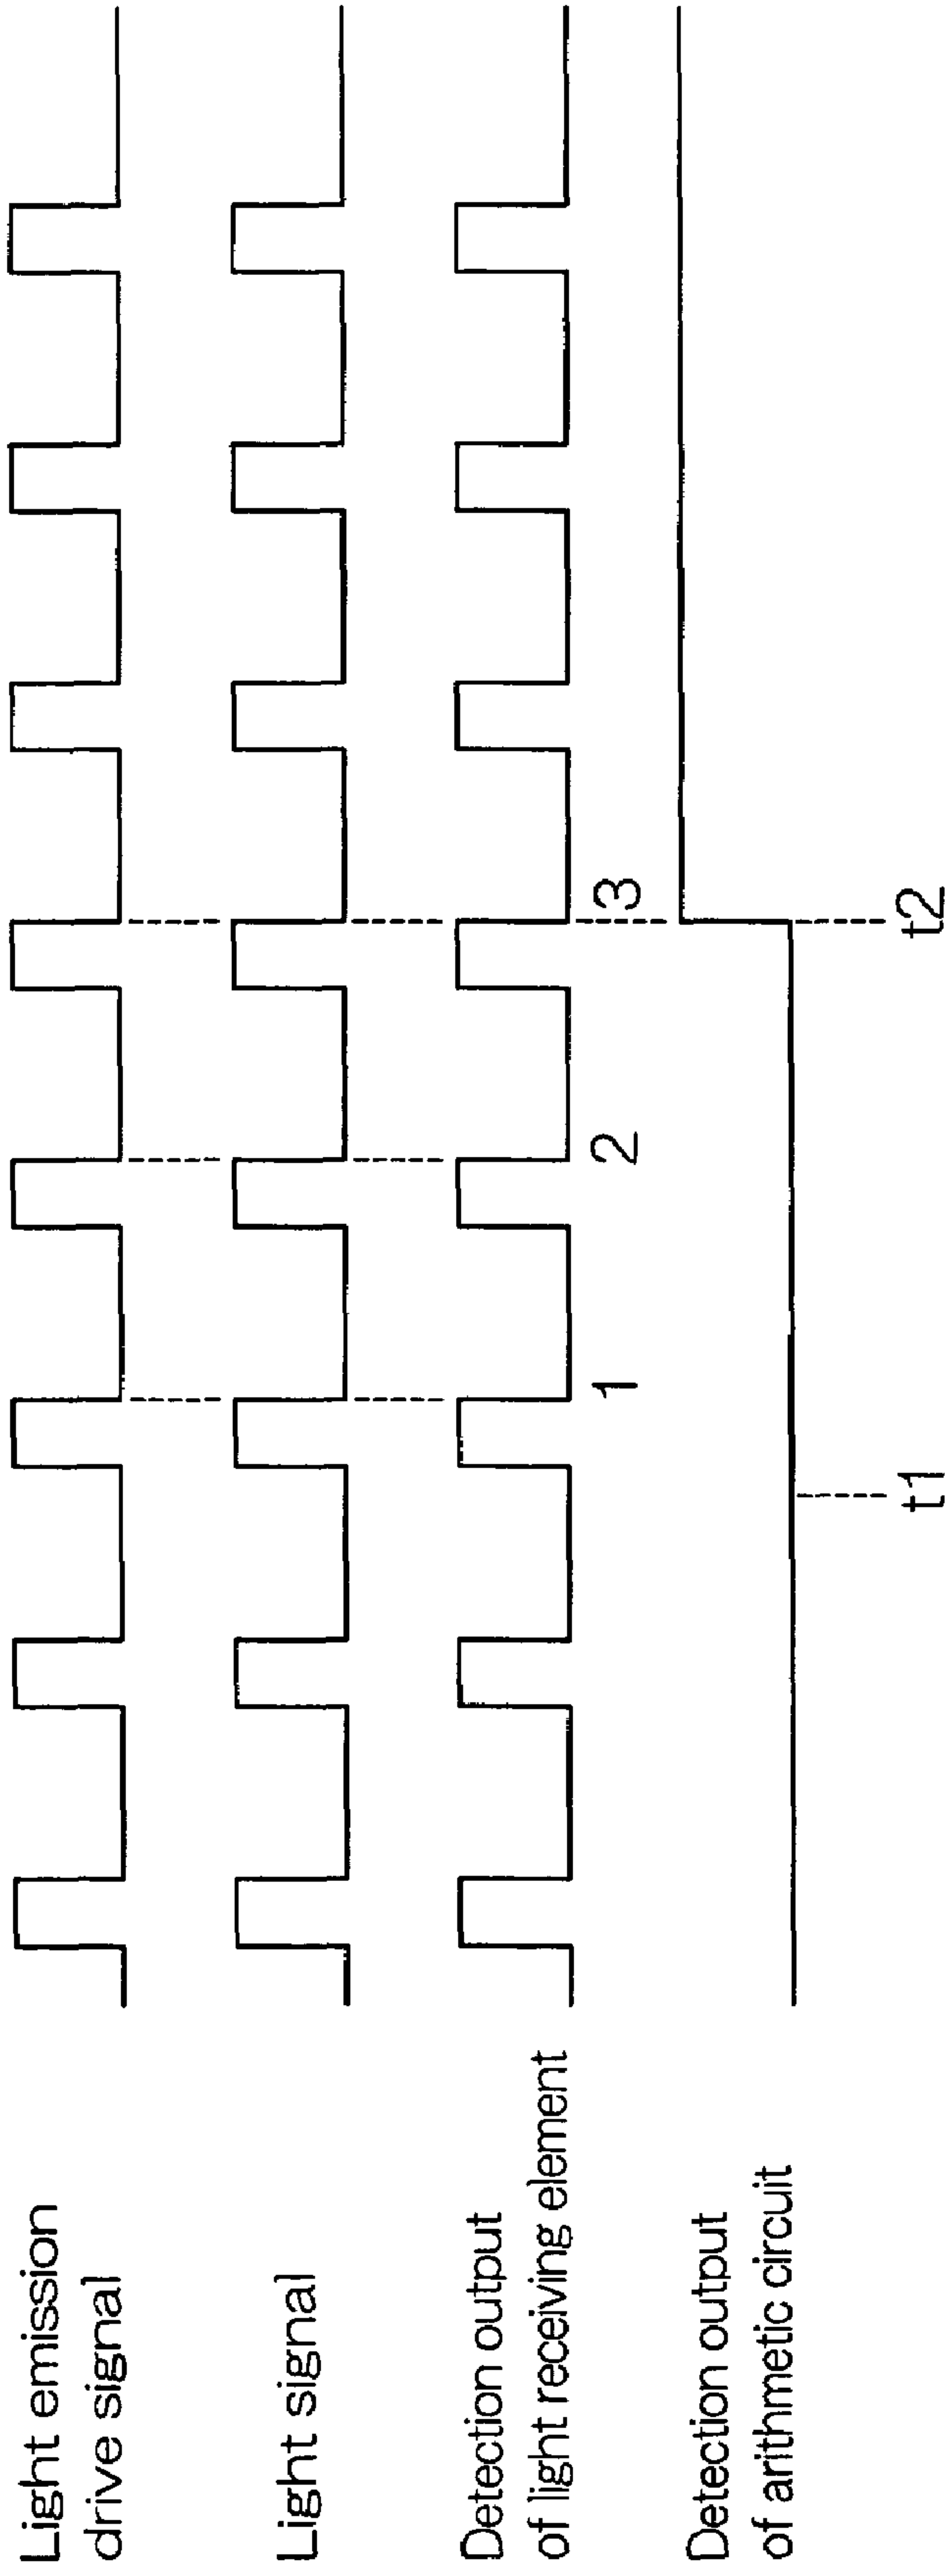 Light emission
drive signal
Light signal
Detection output
of light receiving element
1
2
3
Detection output
of arithmetic circuit
t1
t2